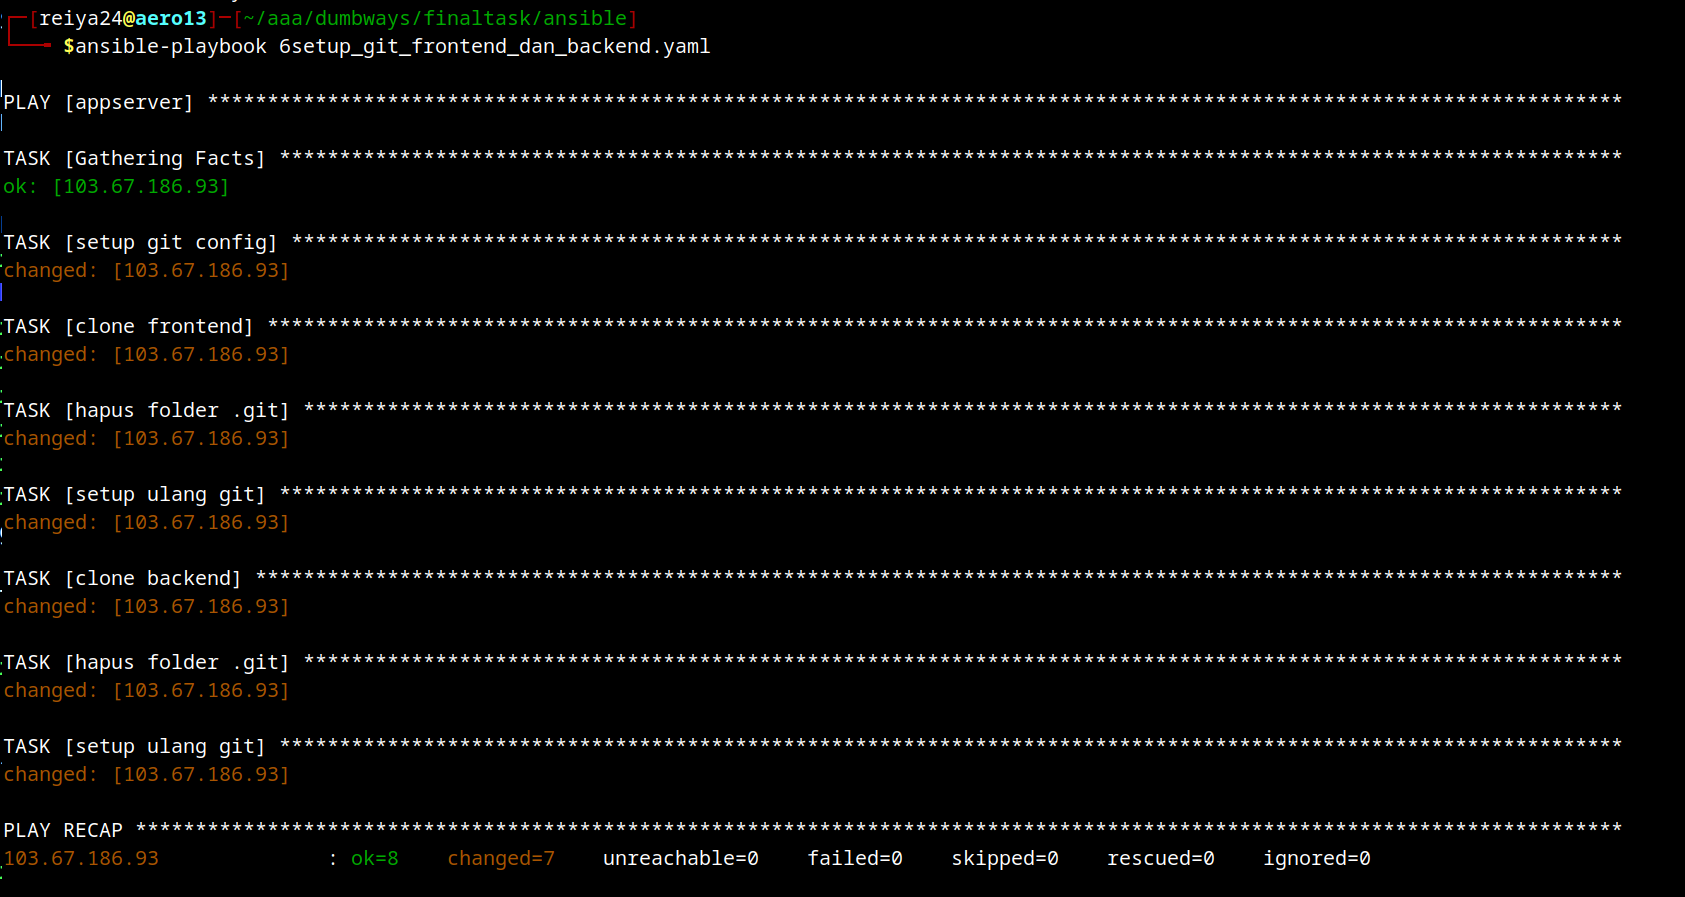 [reiya24@aero13]-[~/aaa/dumbways/finaltask/ansible]
$ansible-playbook 6setup_git_frontend_dan_backend.yaml
PLAY [appserver] **********************************************************************************************************************
TASK [Gathering Facts] ****************************************************************************************************************
ok: [103.67.186.93]
TASK [setup git config] ***************************************************************************************************************
changed: [103.67.186.93]
TASK [clone frontend] *****************************************************************************************************************
changed: [103.67.186.93]
TASK [hapus folder .git] **************************************************************************************************************
changed: [103.67.186.93]
TASK [setup ulang git] ****************************************************************************************************************
changed: [103.67.186.93]
TASK [clone backend] ******************************************************************************************************************
changed: [103.67.186.93]
TASK [hapus folder .git] **************************************************************************************************************
changed: [103.67.186.93]
TASK [setup ulang git] ****************************************************************************************************************
changed: [103.67.186.93]
PLAY RECAP ****************************************************************************************************************************
103.67.186.93 : ok=8 changed=7 unreachable=0 failed=0 skipped=0 rescued=0 ignored=0